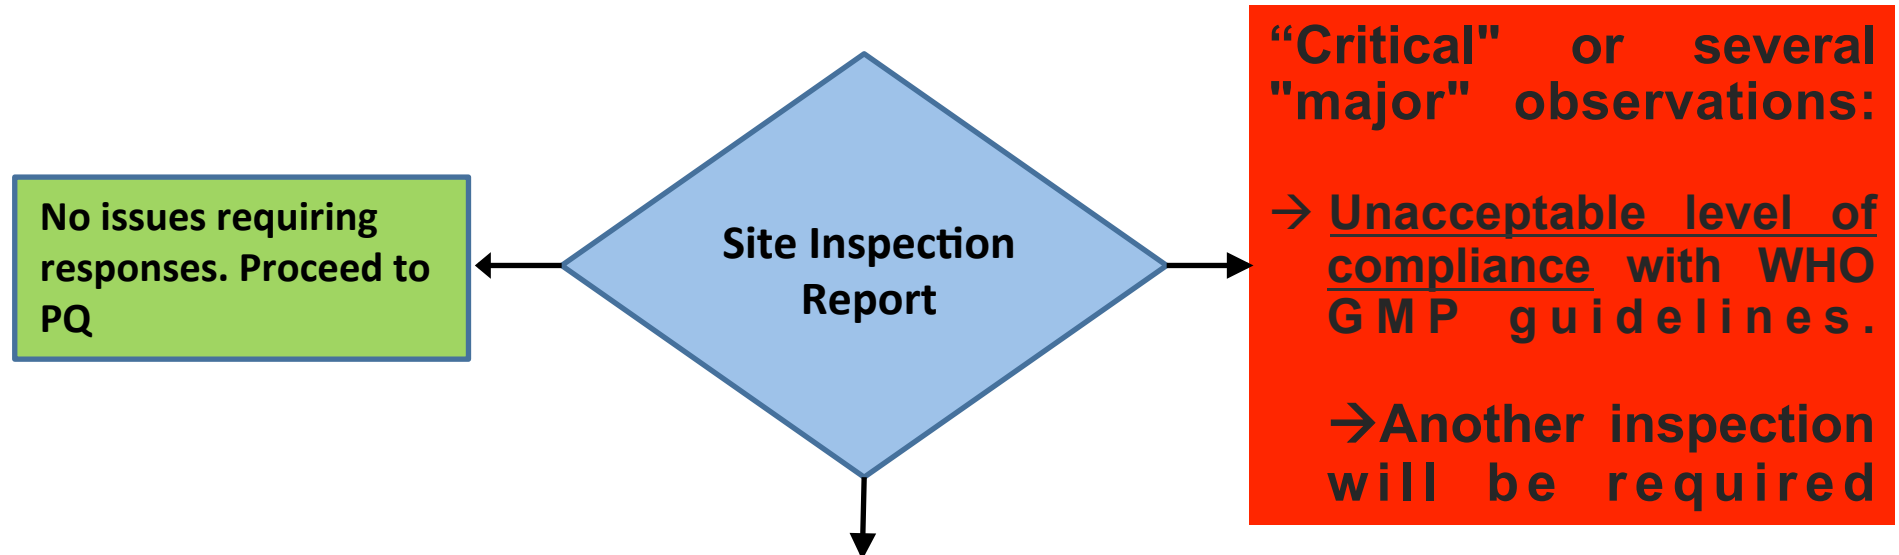 No issues requiring
responses. Proceed to
PQ
Site Inspection
Report
“Critical" or several
"major" observations:
→ Unacceptable level of
compliance with WHO
GMP guidelines.
→Another inspection
will be required